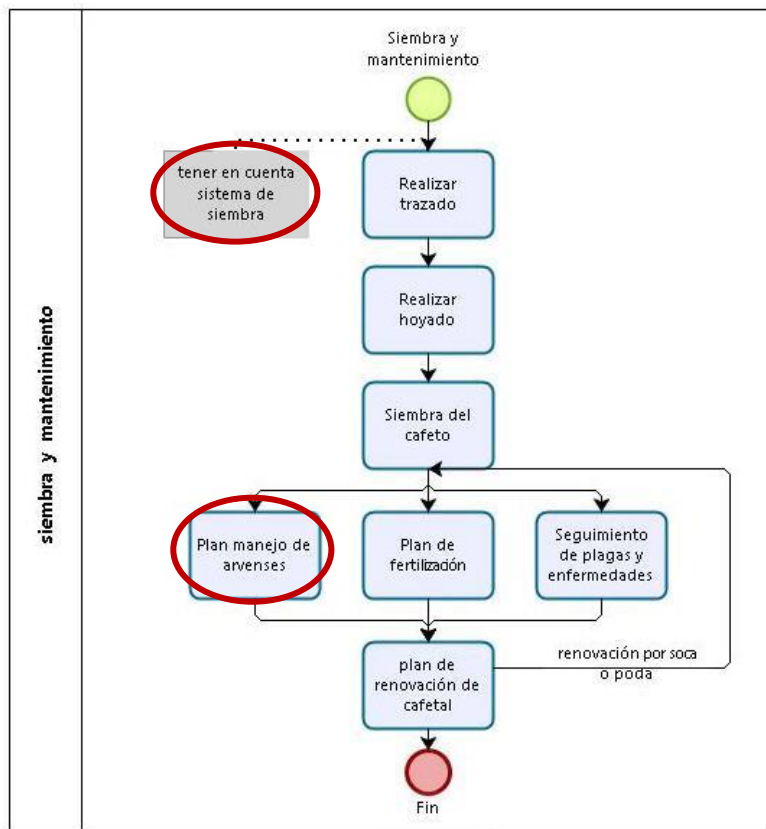 Siembra y
mantenimiento
tener en cuenta
sistema de
siembra
Realizar
trazado
Realizar
hoyado
siembra y mantenimiento
Siembra del
cafeto
Plan manejo de
arvenses
Plan de
fertilización
Seguimiento
de plagas y
enfermedades
plan de
renovación de
cafetal
renovación por soca
o poda
Fin